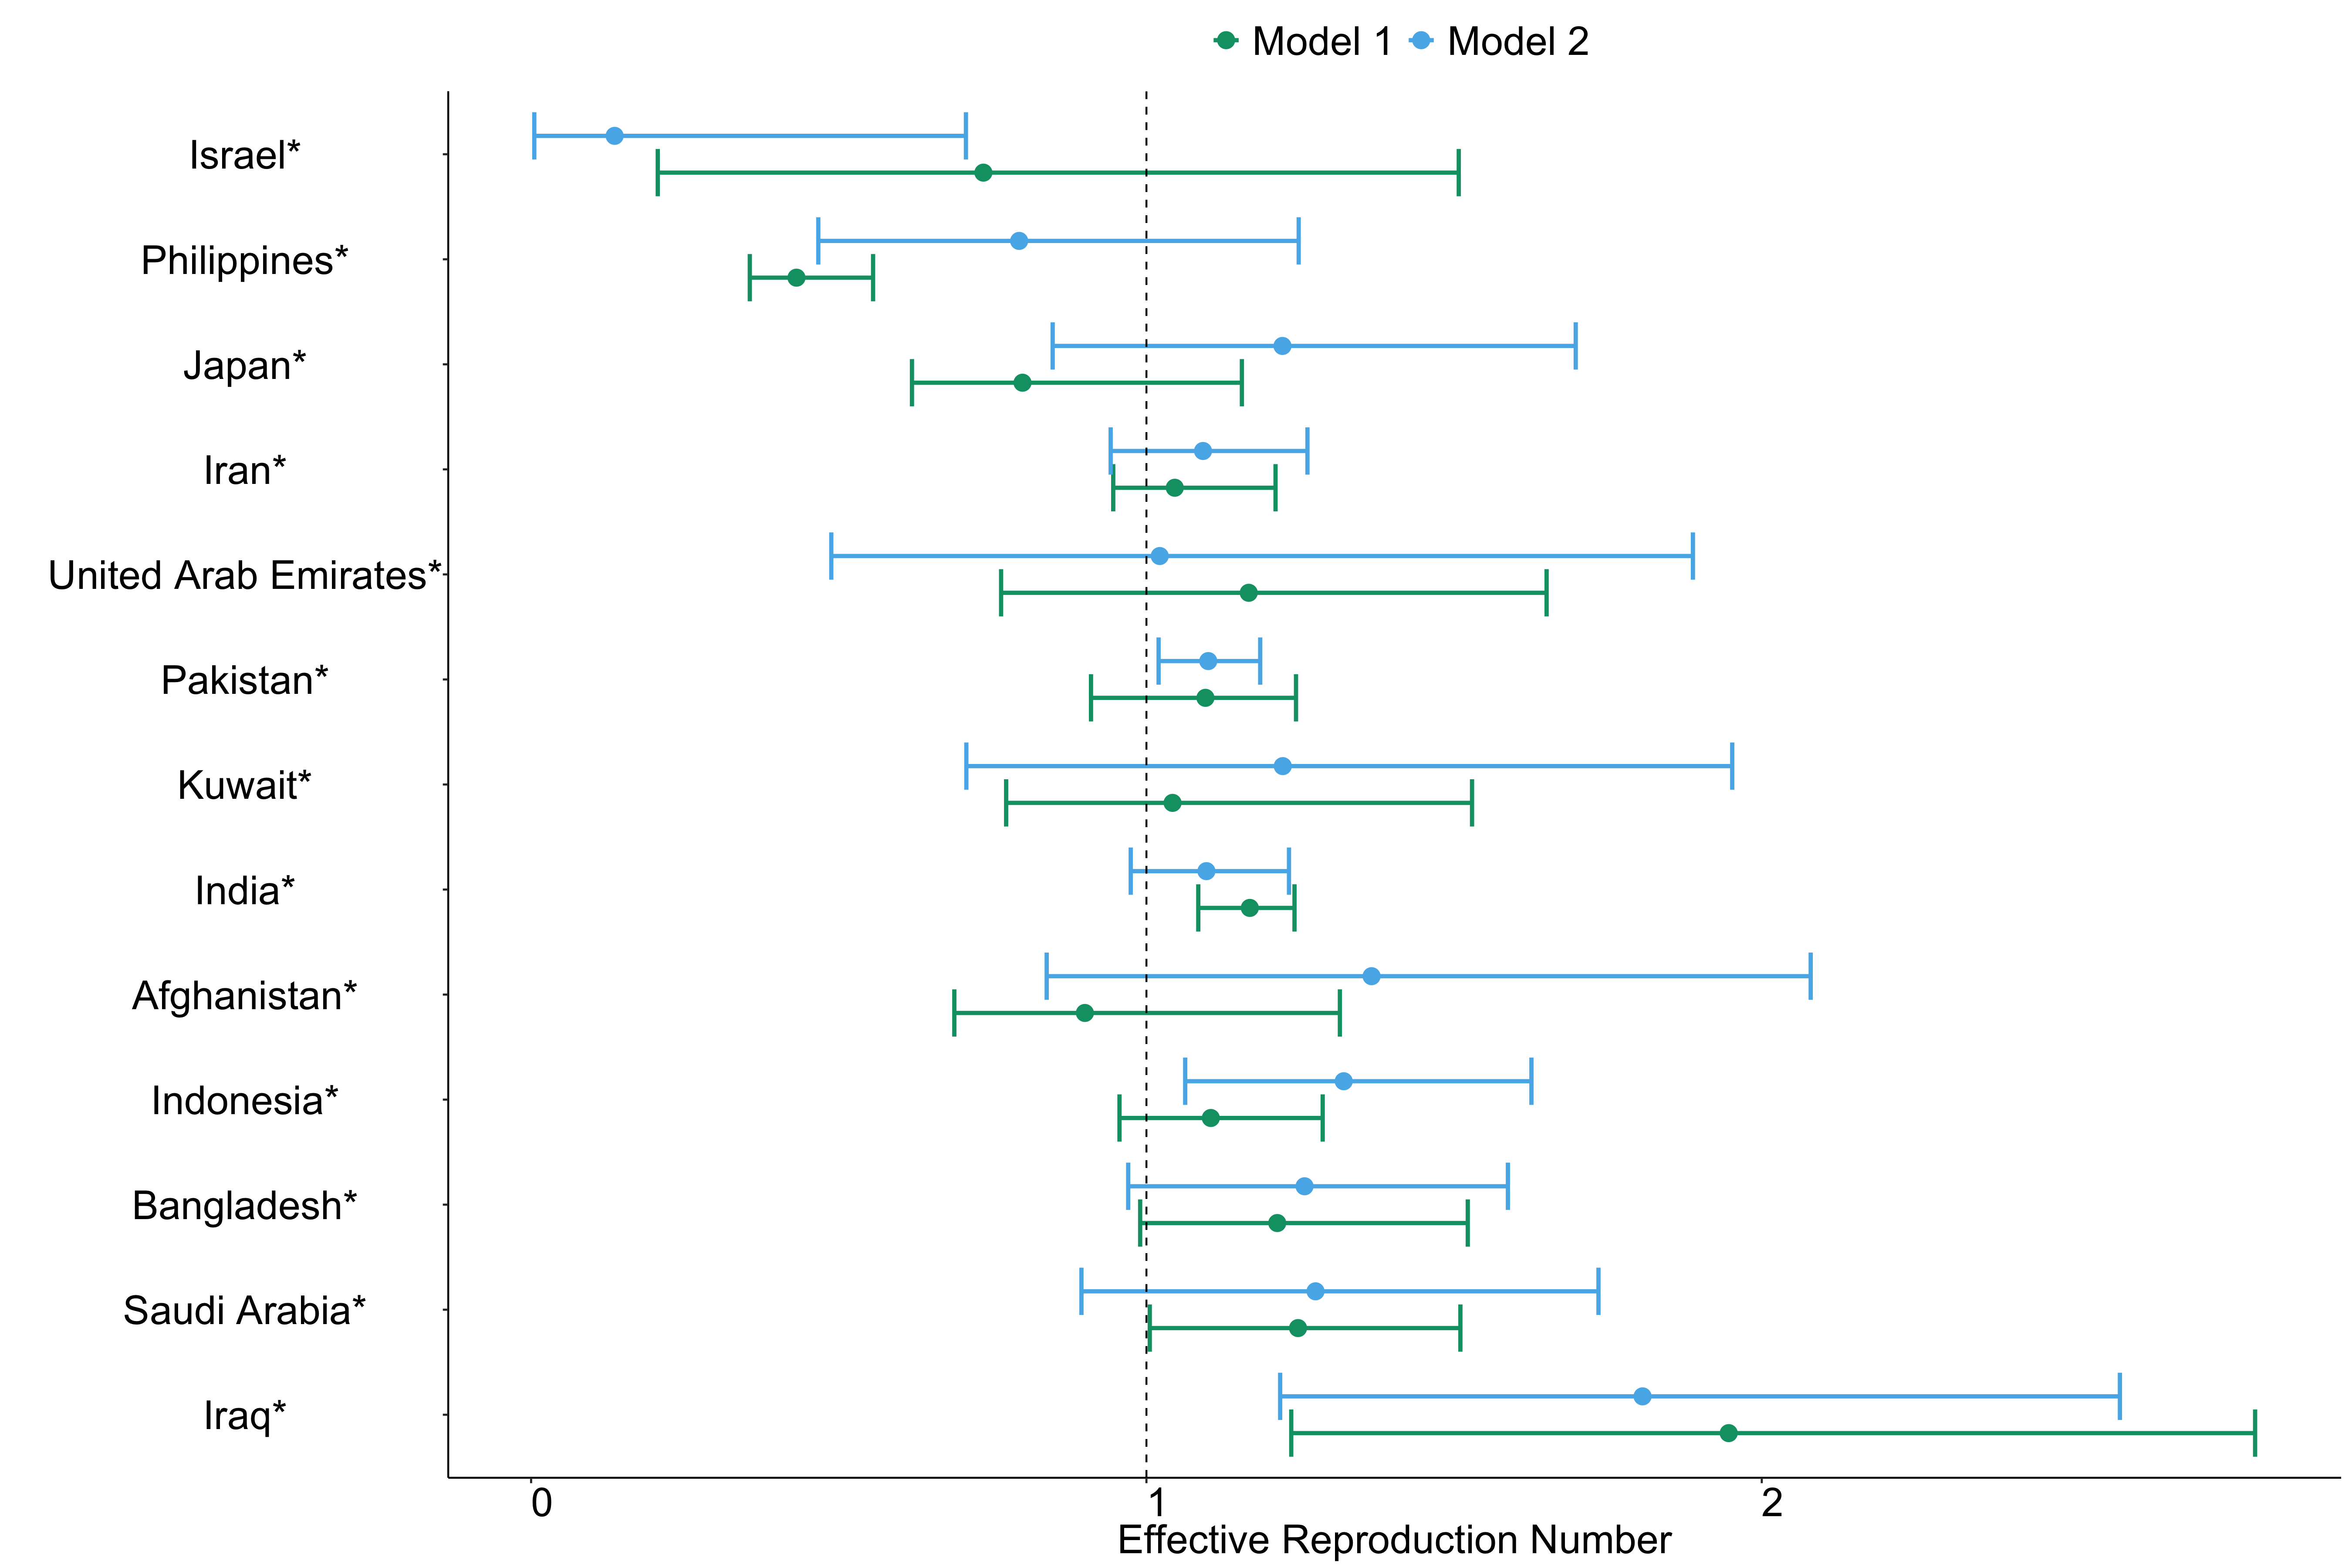 Model 1 Model 2
Israel*
Philippines*
Japan*
Iran*
United Arab Emirates*
Pakistan*
Kuwait*
India*
Afghanistan*
Indonesia*
Bangladesh*
Saudi Arabia*
Iraq*
0 1 2
Effective Reproduction Number